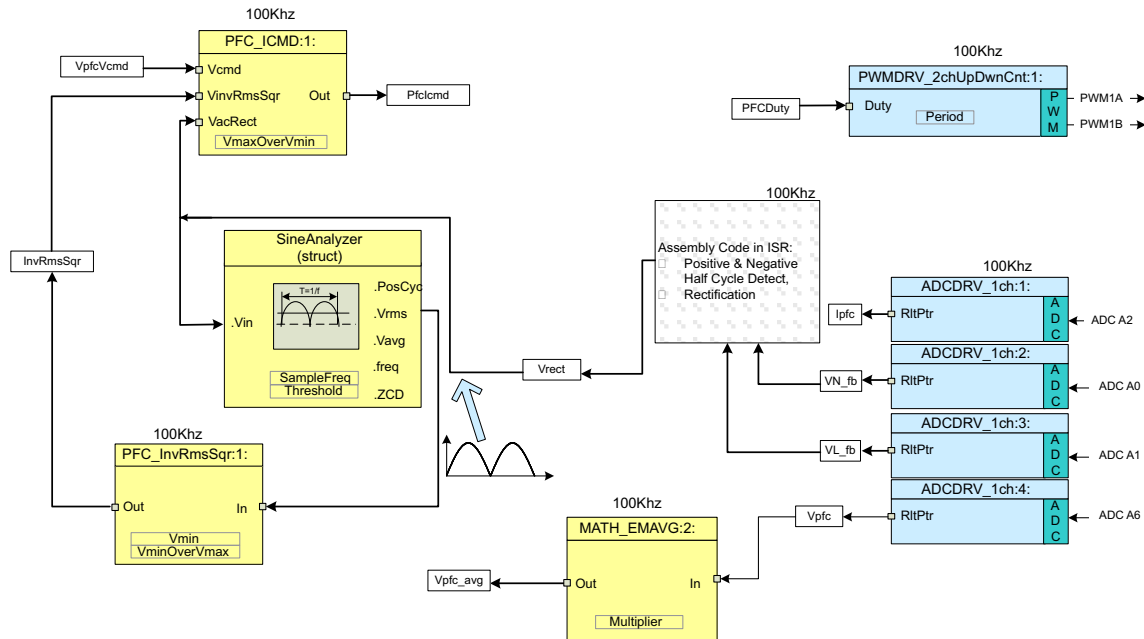 100Khz
PFC_ICMD:1:
VpfcVcmd
Vcmd
VinvRmsSqr
Out
PfcIcmd
VacRect
VmaxOverVmin
100Khz
PWMDRV_2chUpDwnCnt:1:
PFCDuty
Duty
Period
P
W
M
PWM1A
PWM1B
InvRmsSqr
SineAnalyzer
(struct)
T=1/f
.Vin
.PosCyc
.Vrms
.Vavg
.freq
.ZCD
SampleFreq
Threshold
Vrect
100Khz
Assembly Code in ISR:
Positive & Negative
Half Cycle Detect,
Rectification
100Khz
ADCDRV_1ch:1:
Ipfc
RltPtr
A
D
C
ADC A2
ADCDRV_1ch:2:
VN_fb
RltPtr
A
D
C
ADC A0
ADCDRV_1ch:3:
VL_fb
RltPtr
A
D
C
ADC A1
ADCDRV_1ch:4:
Vpfc
RltPtr
A
D
C
ADC A6
100Khz
PFC_InvRmsSqr:1:
Out
In
Vmin
VminOverVmax
100Khz
MATH_EMAVG:2:
Vpfc_avg
Out
In
Multiplier